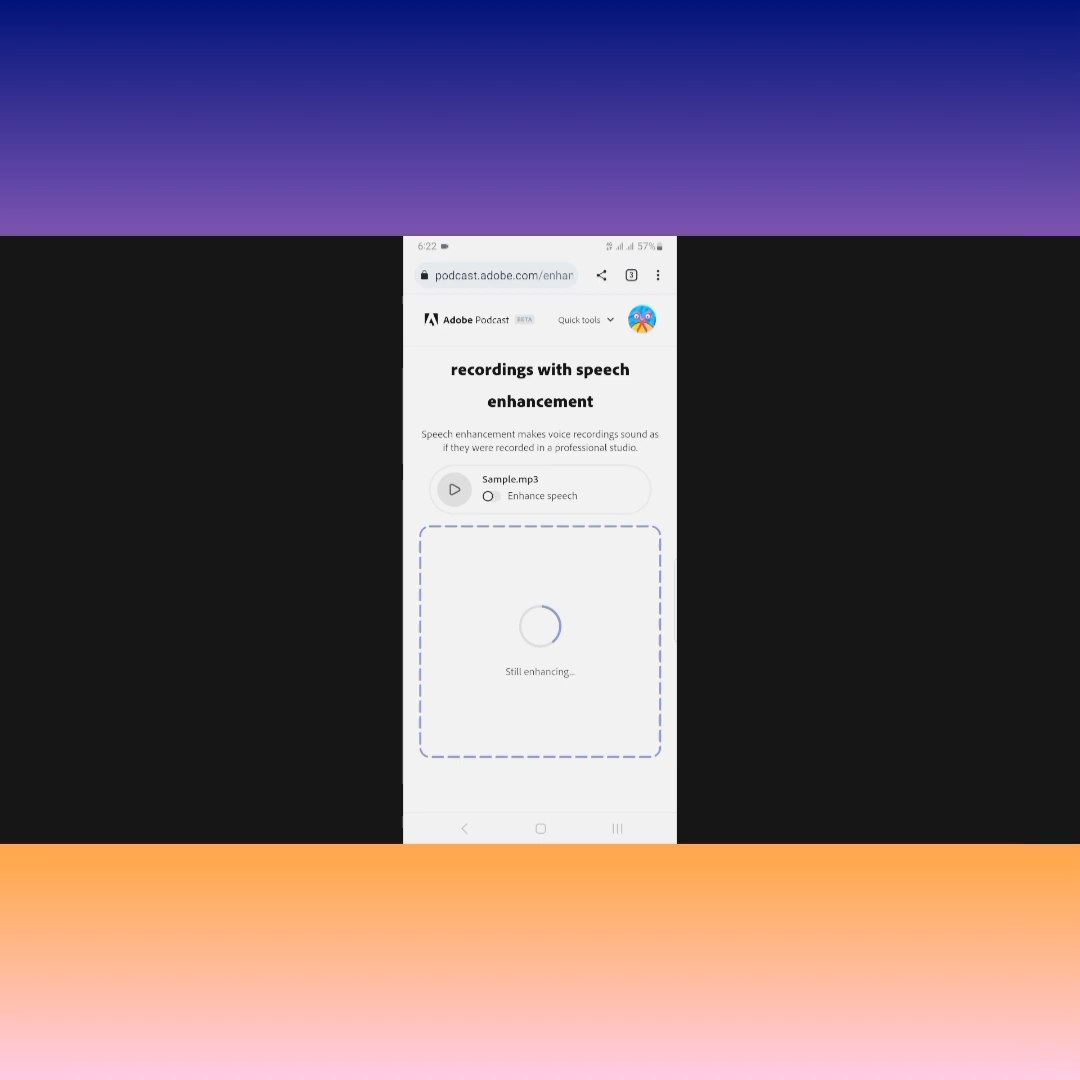 6:22 57%
podcast.adobe.com/enhan 3
Adobe Podcast BETA Quick tools
recordings with speech
enhancement
Speech enhancement makes voice recordings sound as
if they were recorded in a professional studio.
Sample.mp3
Enhance speech
Still enhancing...